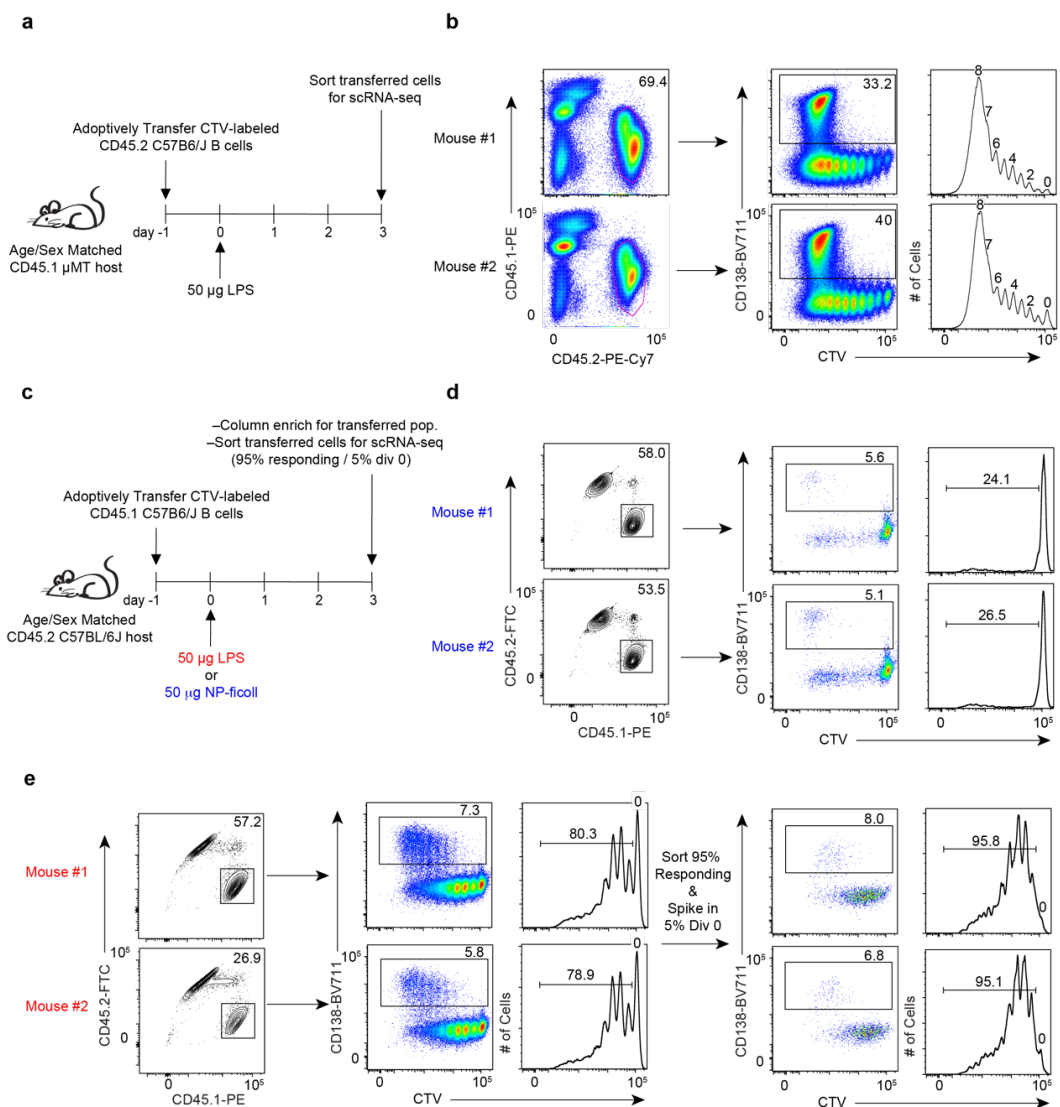 a
Sort transferred cells
for scRNA-seq
Adoptively Transfer CTV-labeled
CD45.2 C57B6/J B cells
day -1
0
1
2
3
Age/Sex Matched
CD45.1 µMT host
50 µg LPS
b
Mouse #1
69.4
33.2
8
7
6
4
2
0
Mouse #2
10⁵
69.4
0
CD45.1-PE
0
10⁵
CD45.2-PE-Cy7
10⁵
40
0
CD138-BV711
0
10⁵
8
7
6
4
2
0
# of Cells
0
10⁵
CTV
c
–Column enrich for transferred pop.
–Sort transferred cells for scRNA-seq
(95% responding / 5% div 0)
Adoptively Transfer CTV-labeled
CD45.1 C57B6/J B cells
day -1
0
1
2
3
Age/Sex Matched
CD45.2 C57BL/6J host
50 µg LPS
or
50 µg NP-ficoll
d
Mouse #1
58.0
5.6
24.1
Mouse #2
10⁵
53.5
0
CD45.2-FTC
0
10⁵
CD45.1-PE
10⁵
5.1
0
CD138-BV711
0
10⁵
26.5
0
10⁵
CTV
e
Mouse #1
57.2
7.3
0
80.3
Sort 95%
Responding
&
Spike in
5% Div 0
8.0
95.8
0
Mouse #2
10⁵
26.9
0
CD45.2-FTC
0
10⁵
CD45.1-PE
10⁵
5.8
0
CD138-BV711
0
10⁵
0
78.9
# of Cells
0
10⁵
CTV
10⁵
6.8
0
CD138-BV711
0
10⁵
95.1
0
# of Cells
0
10⁵
CTV